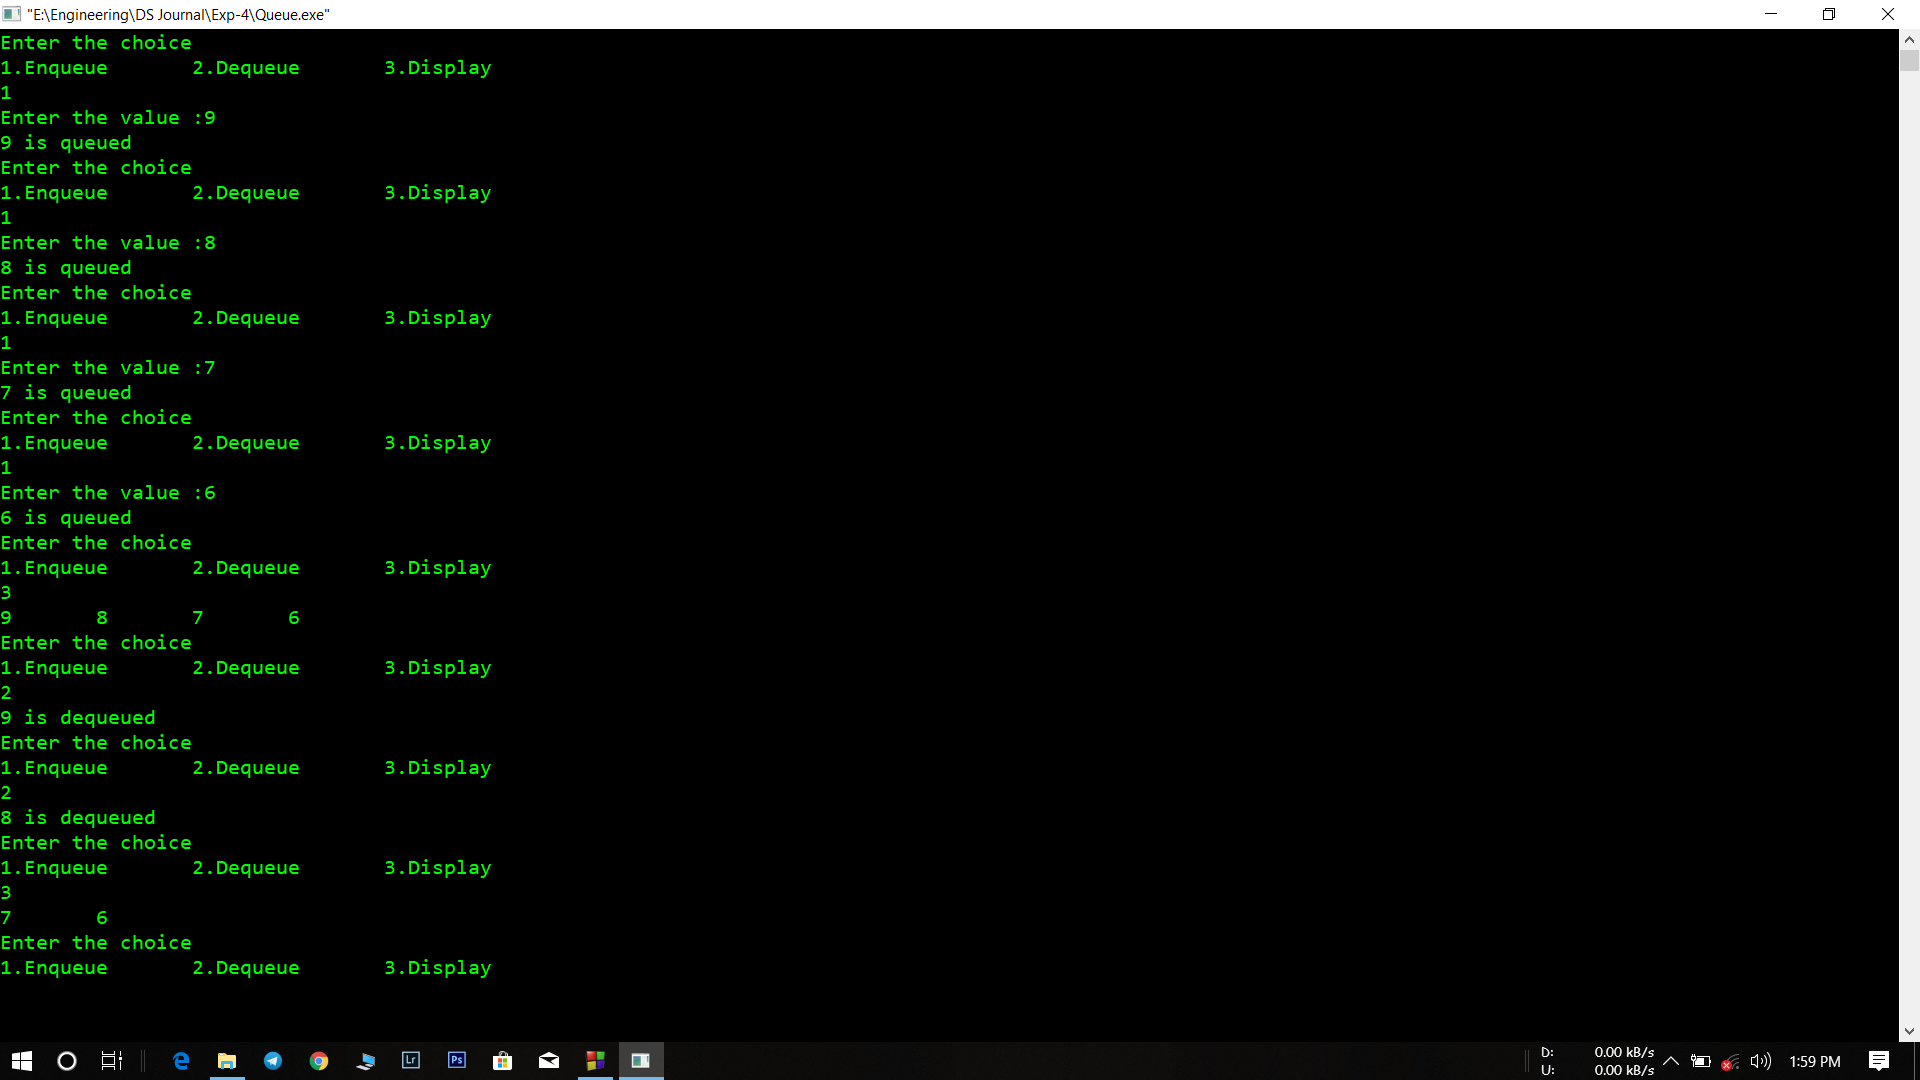 "E:\Engineering\DS Journal\Exp-4\Queue.exe"
Enter the choice
1.Enqueue 2.Dequeue 3.Display
1
Enter the value :9
9 is queued
Enter the choice
1.Enqueue 2.Dequeue 3.Display
1
Enter the value :8
8 is queued
Enter the choice
1.Enqueue 2.Dequeue 3.Display
1
Enter the value :7
7 is queued
Enter the choice
1.Enqueue 2.Dequeue 3.Display
1
Enter the value :6
6 is queued
Enter the choice
1.Enqueue 2.Dequeue 3.Display
3
9 8 7 6
Enter the choice
1.Enqueue 2.Dequeue 3.Display
2
9 is dequeued
Enter the choice
1.Enqueue 2.Dequeue 3.Display
2
8 is dequeued
Enter the choice
1.Enqueue 2.Dequeue 3.Display
3
7 6
Enter the choice
1.Enqueue 2.Dequeue 3.Display
Lr Ps
D: 0.00 kB/s
U: 0.00 kB/s
1:59 PM